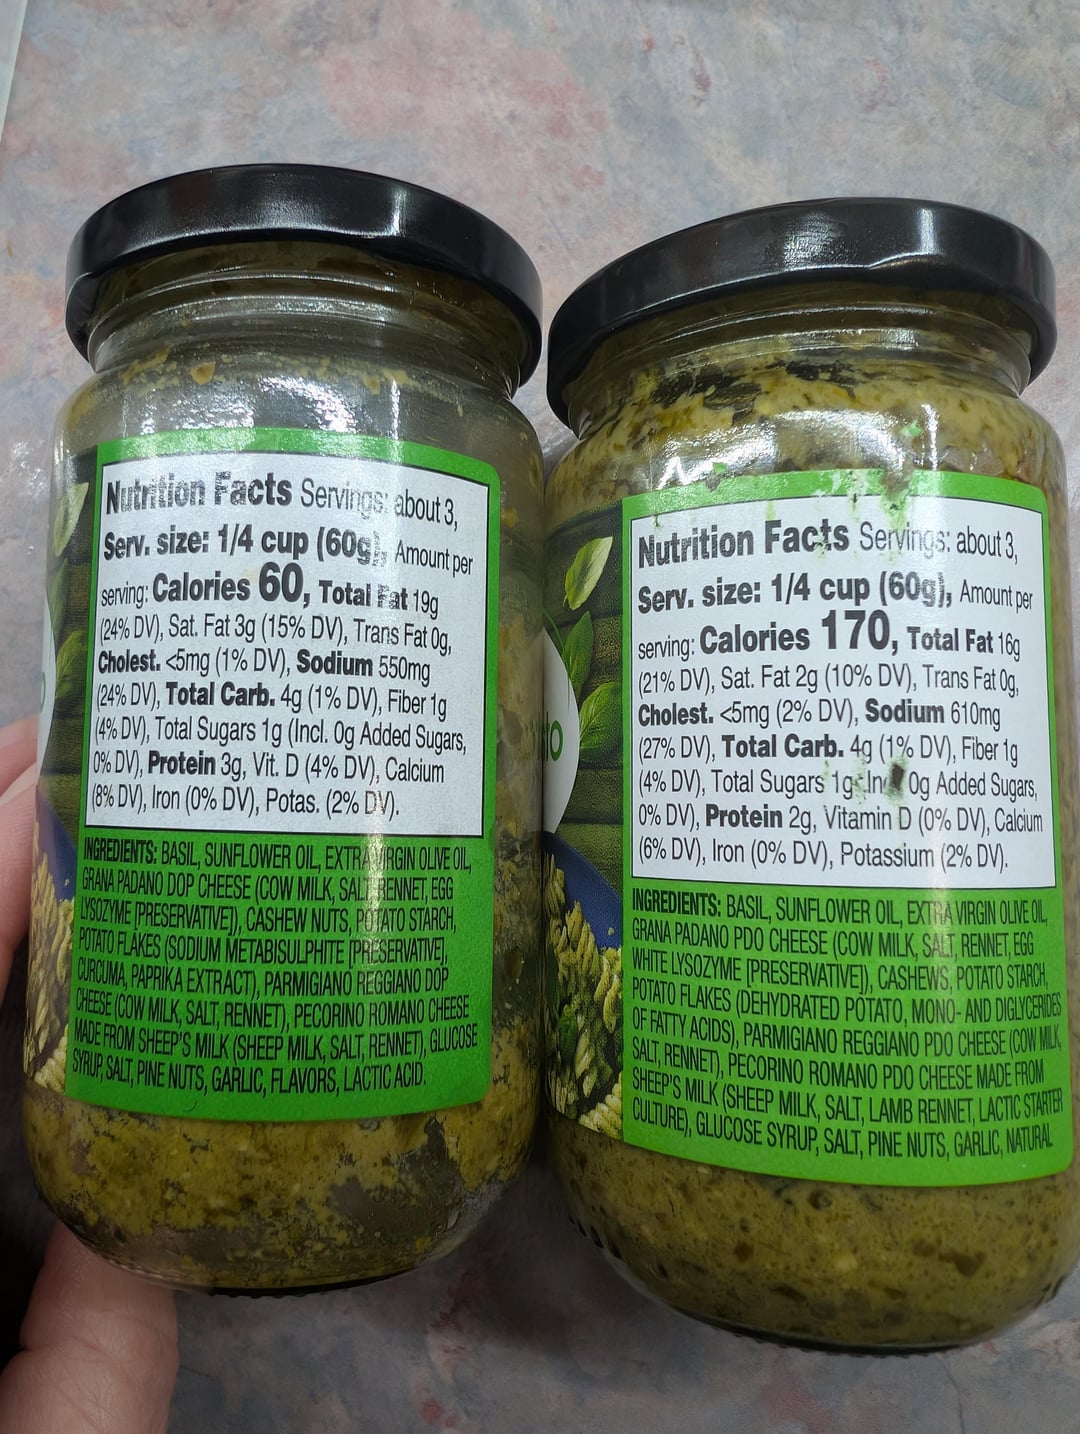 Nutrition Facts Servings: about 3,
Serv. size: 1/4 cup (60g), Amount per
serving: Calories 60, Total Fat 19g
(24% DV), Sat. Fat 3g (15% DV), Trans Fat 0g,
Cholest. <5mg (1% DV), Sodium 550mg
(24% DV), Total Carb. 4g (1% DV), Fiber 1g
(4% DV), Total Sugars 1g (Incl. 0g Added Sugars,
0% DV), Protein 3g, Vit. D (4% DV), Calcium
(8% DV), Iron (0% DV), Potas. (2% DV).
INGREDIENTS: BASIL, SUNFLOWER OIL, EXTRA VIRGIN OLIVE OIL,
GRANA PADANO DOP CHEESE (COW MILK, SALT, RENNET, EGG
LYSOZYME [PRESERVATIVE]), CASHEW NUTS, POTATO STARCH,
POTATO FLAKES (SODIUM METABISULPHITE [PRESERVATIVE],
CURCUMA, PAPRIKA EXTRACT), PARMIGIANO REGGIANO DOP
CHEESE (COW MILK, SALT, RENNET), PECORINO ROMANO CHEESE
MADE FROM SHEEP'S MILK (SHEEP MILK, SALT, RENNET), GLUCOSE
SYRUP, SALT, PINE NUTS, GARLIC, FLAVORS, LACTIC ACID.
Nutrition Facts Servings: about 3,
Serv. size: 1/4 cup (60g), Amount per
serving: Calories 170, Total Fat 16g
(21% DV), Sat. Fat 2g (10% DV), Trans Fat 0g,
Cholest. <5mg (2% DV), Sodium 610mg
(27% DV), Total Carb. 4g (1% DV), Fiber 1g
(4% DV), Total Sugars 1g 0g Added Sugars,
0% DV), Protein 2g, Vitamin D (0% DV), Calcium
(6% DV), Iron (0% DV), Potassium (2% DV).
INGREDIENTS: BASIL, SUNFLOWER OIL, EXTRA VIRGIN OLIVE OIL,
GRANA PADANO PDO CHEESE (COW MILK, SALT, RENNET, EGG
WHITE LYSOZYME [PRESERVATIVE]), CASHEWS, POTATO STARCH,
POTATO FLAKES (DEHYDRATED POTATO, MONO- AND DIGLYCERIDES
OF FATTY ACIDS), PARMIGIANO REGGIANO PDO CHEESE (COW MILK,
SALT, RENNET), PECORINO ROMANO PDO CHEESE MADE FROM
SHEEP'S MILK (SHEEP MILK, SALT, LAMB RENNET, LACTIC STARTER
CULTURE), GLUCOSE SYRUP, SALT, PINE NUTS, GARLIC, NATURAL